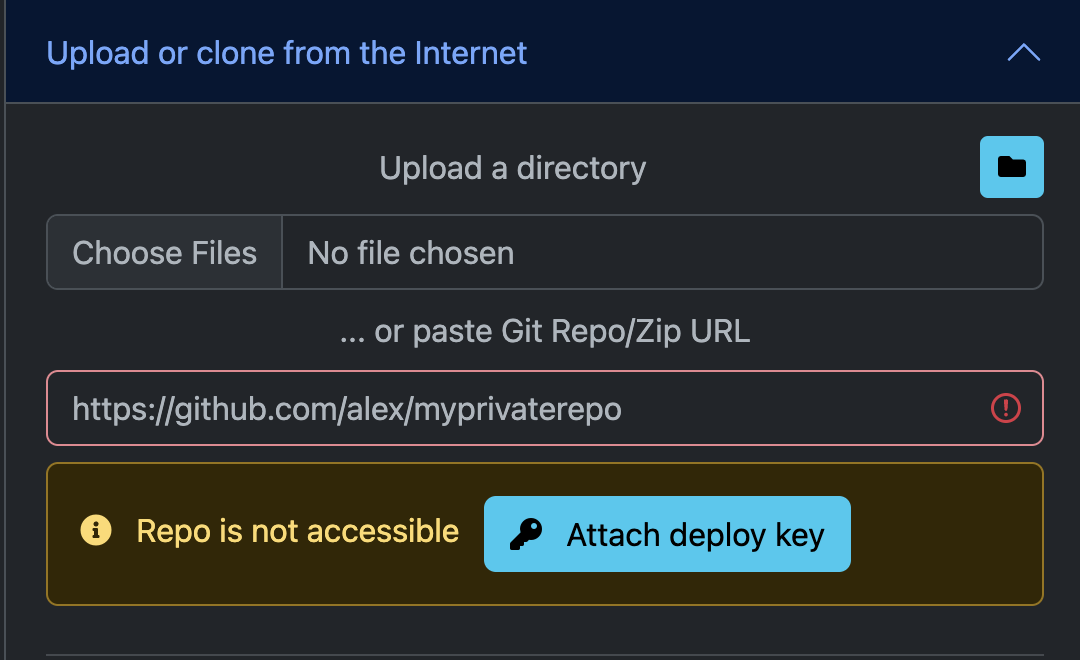 Upload or clone from the Internet
Upload a directory
Choose Files No file chosen
... or paste Git Repo/Zip URL
https://github.com/alex/myprivaterepo
Repo is not accessible Attach deploy key